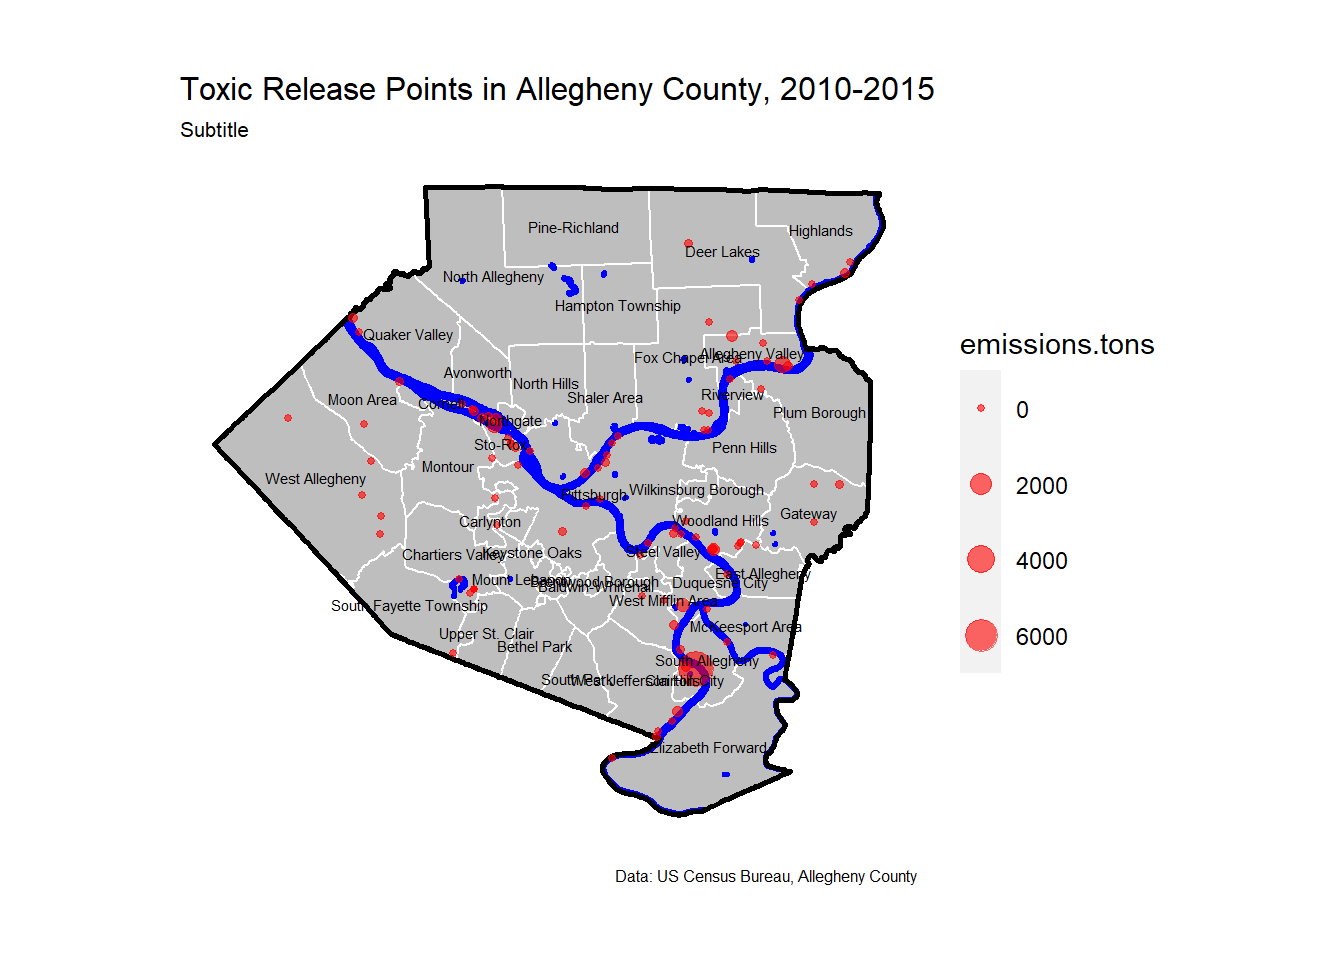 Toxic Release Points in Allegheny County, 2010-2015
Subtitle
Pine-Richland
Highlands
Deer Lakes
North Allegheny
Hampton Township
Quaker Valley
Fox Chapel Area
Allegheny Valley
Avonworth
North Hills
Riverview
Moon Area
Cornell
Shaler Area
Plum Borough
Northgate
Sto-Rox
Penn Hills
Montour
West Allegheny
Pittsburgh
Wilkinsburg Borough
Gateway
Carlynton
Woodland Hills
Chartiers Valley
Keystone Oaks
Steel Valley
East Allegheny
Mount Lebanon
Brentwood Borough
Duquesne City
Baldwin-Whitehall
South Fayette Township
West Mifflin Area
McKeesport Area
Upper St. Clair
Bethel Park
South Allegheny
South Park
West Jefferson Hills
Clairton City
Elizabeth Forward
emissions.tons
0
2000
4000
6000
Data: US Census Bureau, Allegheny County